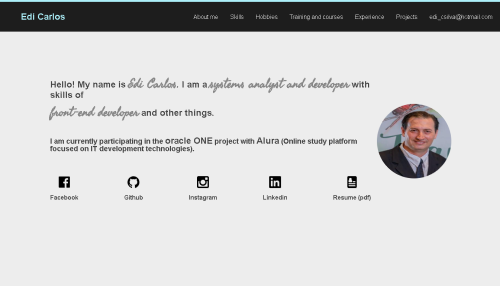 Edi Carlos
About me Skills Hobbies Training and courses Experience Projects edi_csilva@hotmail.com
Hello! My name is Edi Carlos. I am a systems analyst and developer with
skills of
front-end developer and other things.
I am currently participating in the oracle ONE project with Alura (Online study platform
focused on IT development technologies).
Facebook Github Instagram Linkedin Resume (pdf)